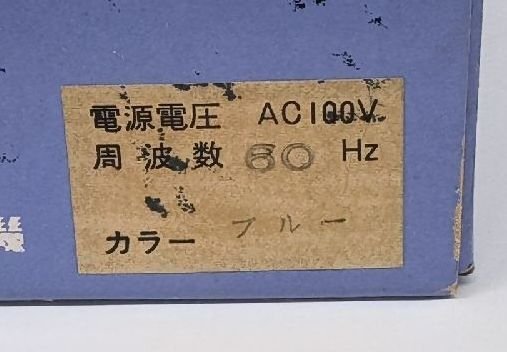 電源電圧 AC100V
周波数 60 Hz
カラー ブルー